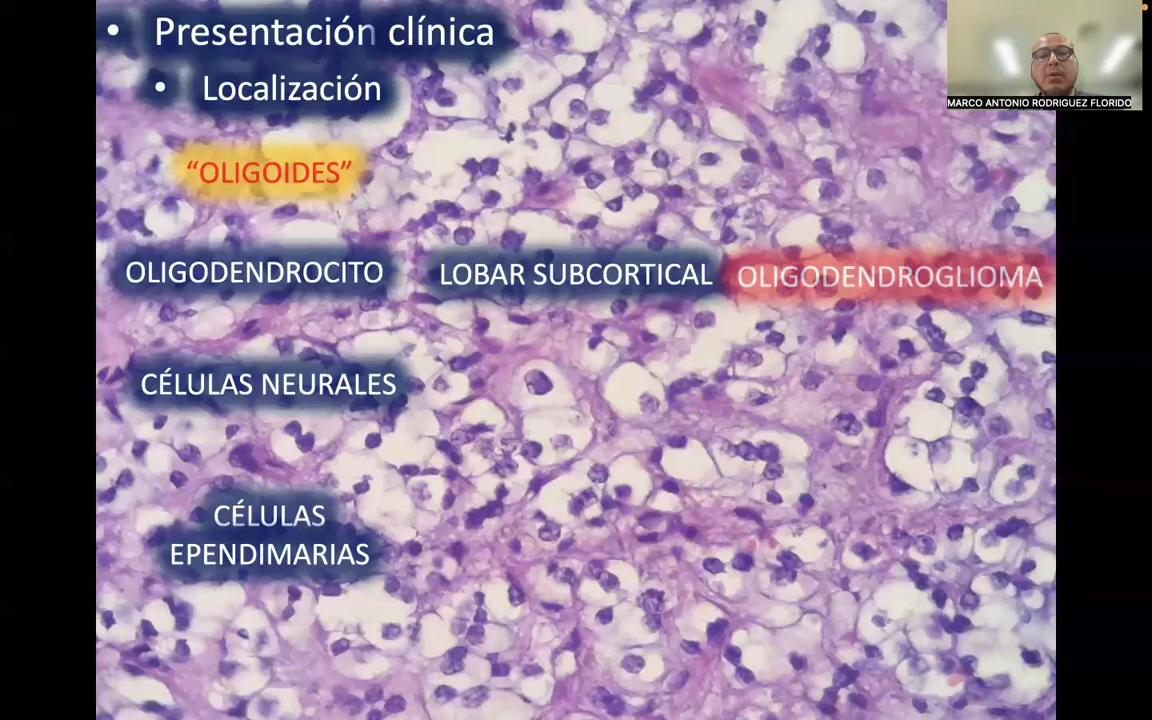 • Presentación clínica
• Localización
MARCO ANTONIO RODRIGUEZ FLORIDO
“OLIGOIDES”
OLIGODENDROCITO LOBAR SUBCORTICAL OLIGODENDROGLIOMA
CÉLULAS NEURALES
CÉLULAS
EPENDIMARIAS